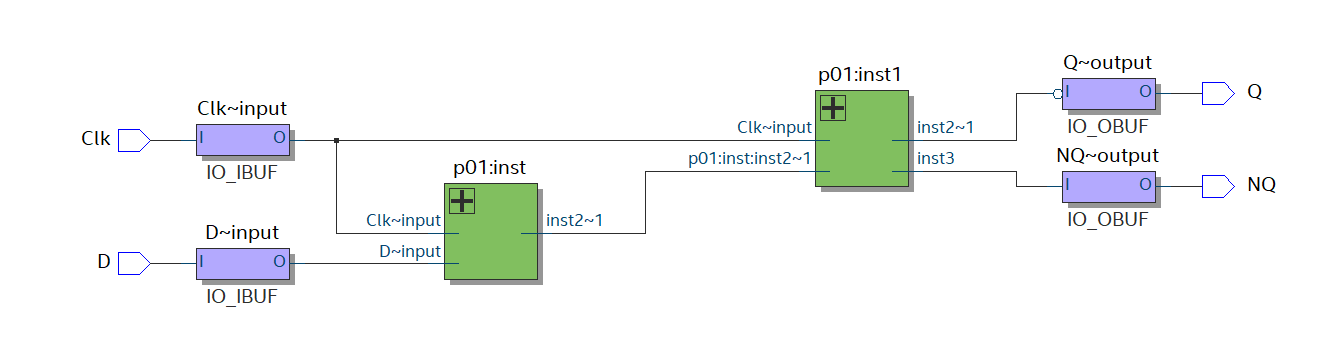 Clk
Clk~input
I
O
IO_IBUF
D
D~input
I
O
IO_IBUF
p01:inst
Clk~input
D~input
inst2~1
p01:inst1
Clk~input
p01:inst:inst2~1
inst2~1
inst3
Q~output
I
O
IO_OBUF
Q
NQ~output
I
O
IO_OBUF
NQ